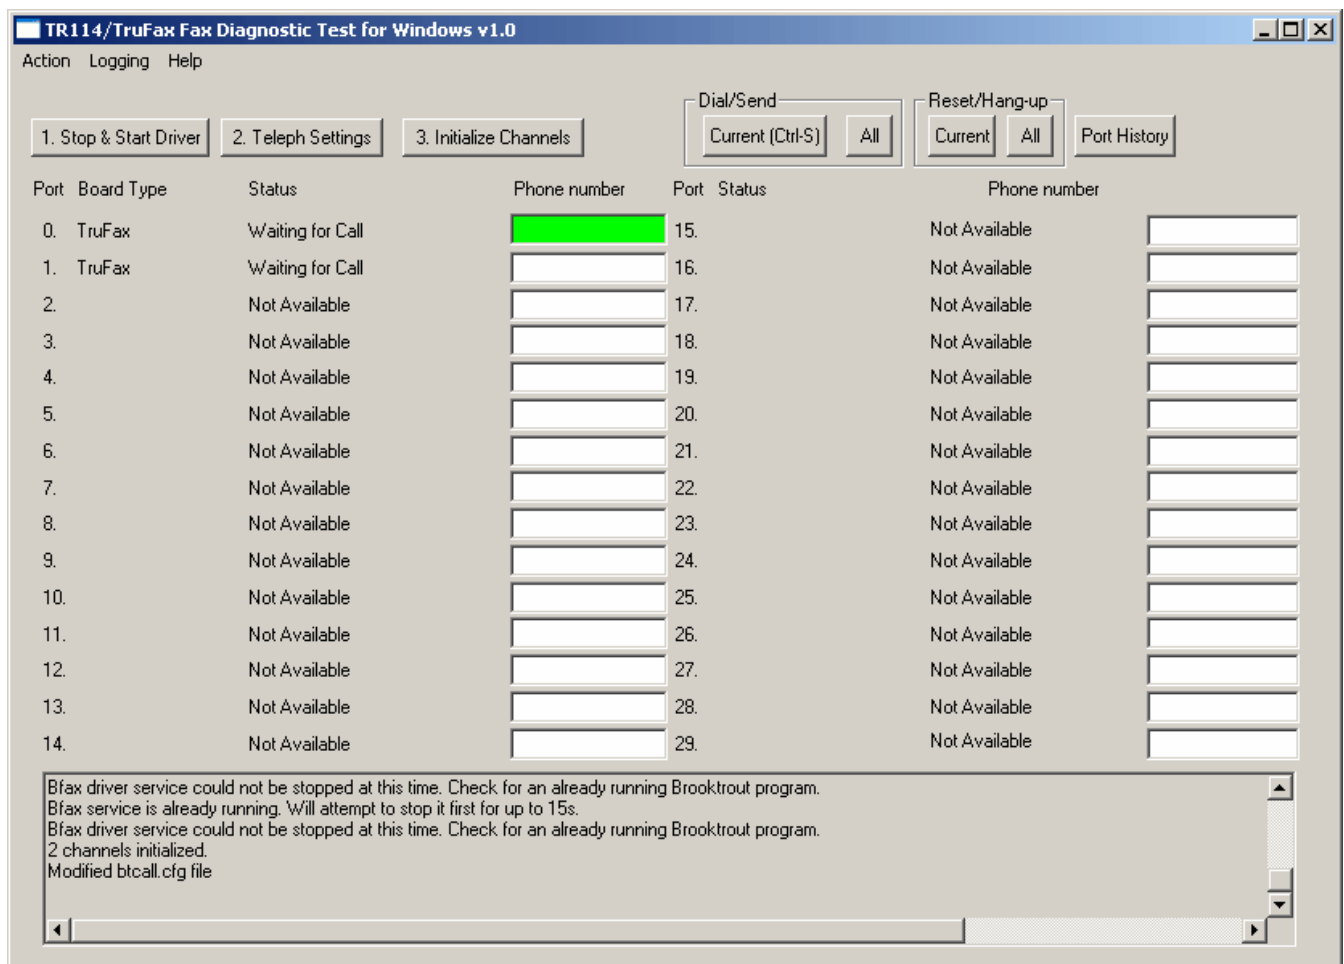 TR114/TruFax Fax Diagnostic Test for Windows v1.0
Action Logging Help
Dial/Send Reset/Hang-up
1. Stop & Start Driver 2. Teleph Settings 3. Initialize Channels Current (Ctrl-S) All Current All Port History
Port Board Type Status Phone number Port Status Phone number
0. TruFax Waiting for Call 15. Not Available
1. TruFax Waiting for Call 16. Not Available
2. Not Available 17. Not Available
3. Not Available 18. Not Available
4. Not Available 19. Not Available
5. Not Available 20. Not Available
6. Not Available 21. Not Available
7. Not Available 22. Not Available
8. Not Available 23. Not Available
9. Not Available 24. Not Available
10. Not Available 25. Not Available
11. Not Available 26. Not Available
12. Not Available 27. Not Available
13. Not Available 28. Not Available
14. Not Available 29. Not Available
Bfax driver service could not be stopped at this time. Check for an already running Brooktrout program.
Bfax service is already running. Will attempt to stop it first for up to 15s.
Bfax driver service could not be stopped at this time. Check for an already running Brooktrout program.
2 channels initialized.
Modified btcall.cfg file